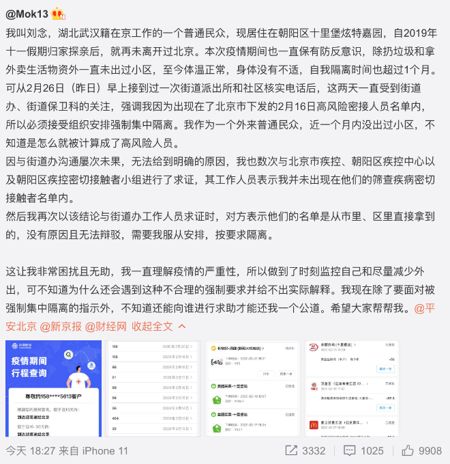 @Mok13
我叫刘念，湖北武汉籍在京工作的一个普通民众，现居住在朝阳区十里堡炫特嘉园，自2019年
十一假期归家探亲后，就再未离开过北京。本次疫情期间也一直保有防反意识，除扔垃圾和拿
外卖生活物资外一直未出过小区，至今体温正常，身体没有不适，自我隔离时间也超过1个月。
可从2月26日（昨日）早上接到过一次街道派出所和社区核实电话后，这两天一直受到街道
办、街道保卫科的关注，强调我因为出现在了北京市下发的2月16日高风险密接人员名单内，
所以必须接受组织安排强制集中隔离。我作为一个外来普通民众，近一个月内没出过小区，不
知道是怎么就被计算成了高风险人员。
因与街道办沟通屡次未果，无法给到明确的原因，我也数次与北京市疾控、朝阳区疾控中心以
及朝阳区疾控密切接触者小组进行了求证，其工作人员表示我并未出现在他们的筛查疾病密切
接触者名单内。
然后我再次以该结论与街道办工作人员求证时，对方表示他们的名单是从市里、区里直接拿到
的，没有原因且无法辩驳，需要我服从安排，按要求隔离。
这让我非常困扰且无助，我一直理解疫情的严重性，所以做到了时刻监控自己和尽量减少外
出，可不知道为什么还会遇到这种不合理的强制要求并给不出实际解释。我现在除了要面对被
强制集中隔离的指示外，不知道还能向谁进行求助才能还我一个公道。希望大家帮帮我。@平
安北京 @新京报 @财经网 收起全文
疫情期间
行程查询
尊敬的158****5613客户
今天 18:27 来自 iPhone 11
3332
1025
9908